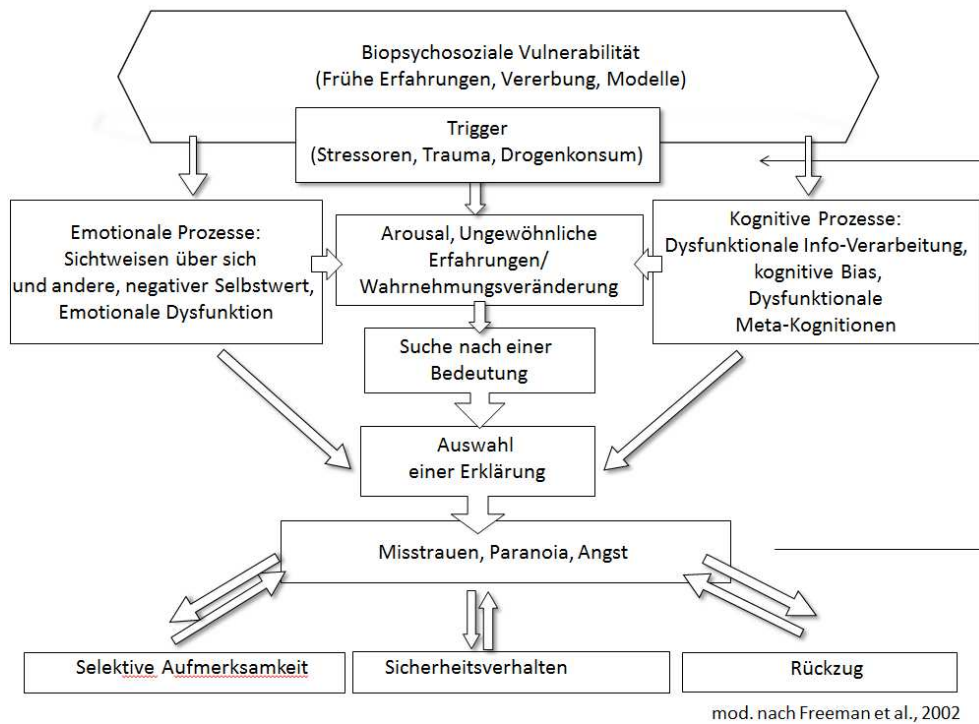 Biopsychosoziale Vulnerabilität
(Frühe Erfahrungen, Vererbung, Modelle)
Trigger
(Stressoren, Trauma, Drogenkonsum)
Emotionale Prozesse:
Sichtweisen über sich
und andere, negativer Selbstwert,
Emotionale Dysfunktion
Arousal, Ungewöhnliche
Erfahrungen/
Wahrnehmungsveränderung
Kognitive Prozesse:
Dysfunktionale Info-Verarbeitung,
kognitive Bias,
Dysfunktionale
Meta-Kognitionen
Suche nach einer
Bedeutung
Auswahl
einer Erklärung
Misstrauen, Paranoia, Angst
Selektive Aufmerksamkeit
Sicherheitsverhalten
Rückzug
mod. nach Freeman et al., 2002